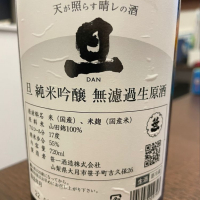 天が照らす晴レの酒
旦
DAN
旦 純米吟醸 無濾過生原酒
米(国産)、米麹(国産米)
山田錦100%
17度
55%
720ml
笹一酒造株式会社
山梨県大月市笹子町吉久保26
旦